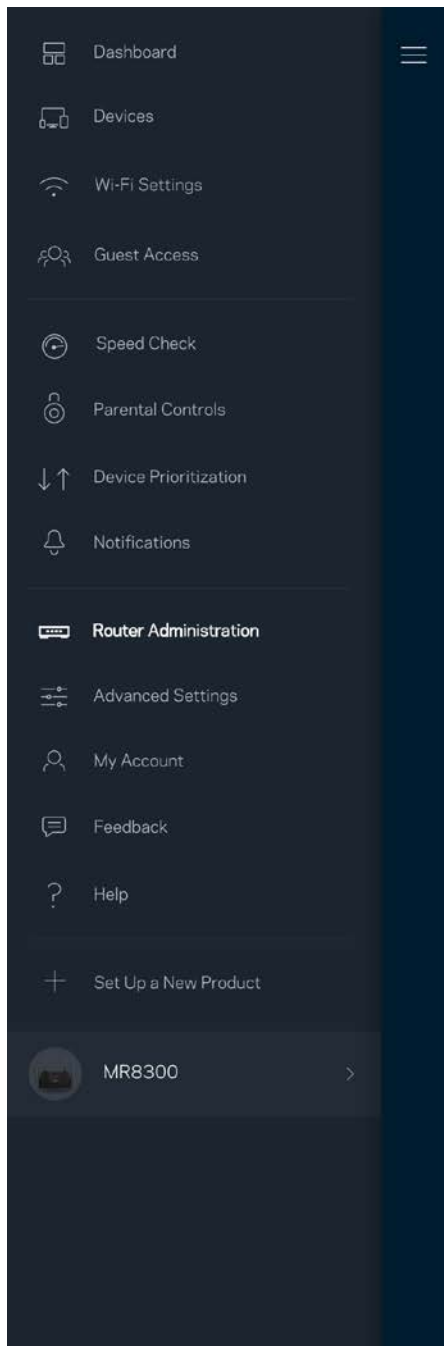 Dashboard
Devices
Wi-Fi Settings
Guest Access
Speed Check
Parental Controls
Device Prioritization
Notifications
Router Administration
Advanced Settings
My Account
Feedback
Help
Set Up a New Product
MR8300